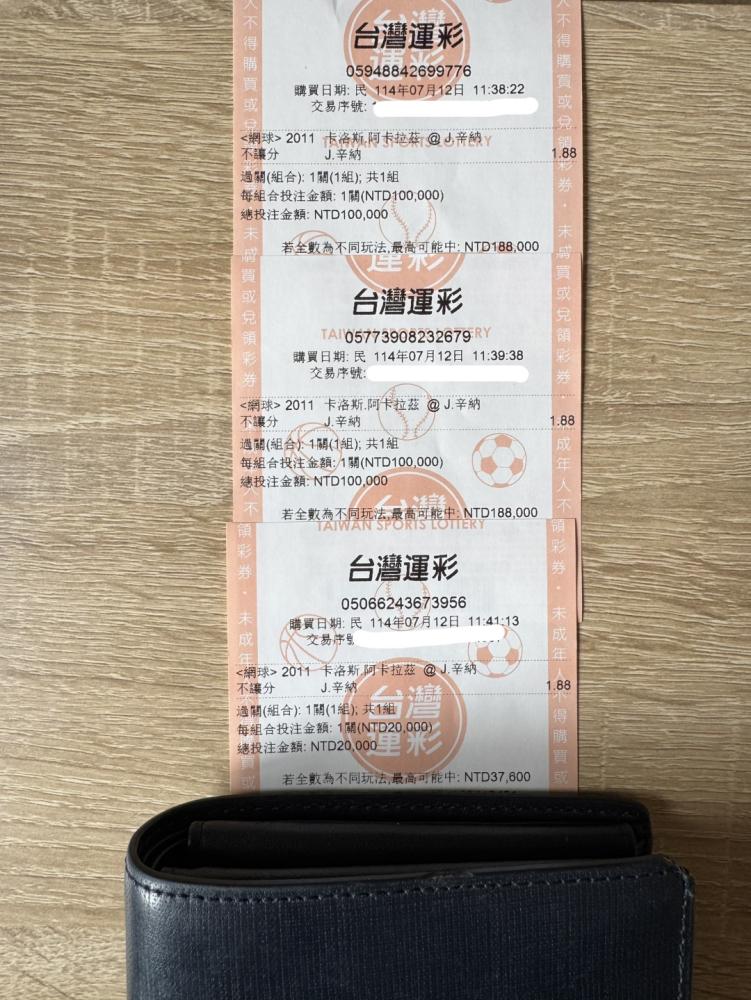 台灣運彩
05948842699776
購買日期: 民 114年07月12日 11:38:22
交易序號:
<網球> 2011 卡洛斯.阿卡拉茲 @ J.辛納
不讓分 J.辛納 1.88
過關(組合): 1關(1組); 共1組
每組合投注金額: 1關(NTD100,000)
總投注金額: NTD100,000
若全數為不同玩法,最高可能中: NTD188,000
台灣運彩
TAIWAN SPORTS LOTTERY
05773908232679
購買日期: 民 114年07月12日 11:39:38
交易序號:
<網球> 2011 卡洛斯.阿卡拉茲 @ J.辛納
不讓分 J.辛納 1.88
過關(組合): 1關(1組); 共1組
每組合投注金額: 1關(NTD100,000)
總投注金額: NTD100,000
若全數為不同玩法,最高可能中: NTD188,000
TAIWAN SPORTS LOTTERY
台灣運彩
05066243673956
購買日期: 民 114年07月12日 11:41:13
交易序號
<網球> 2011 卡洛斯.阿卡拉茲 @ J.辛納
不讓分 J.辛納 1.88
過關(組合): 1關(1組); 共1組
每組合投注金額: 1關(NTD20,000)
總投注金額: NTD20,000
若全數為不同玩法,最高可能中: NTD37,600